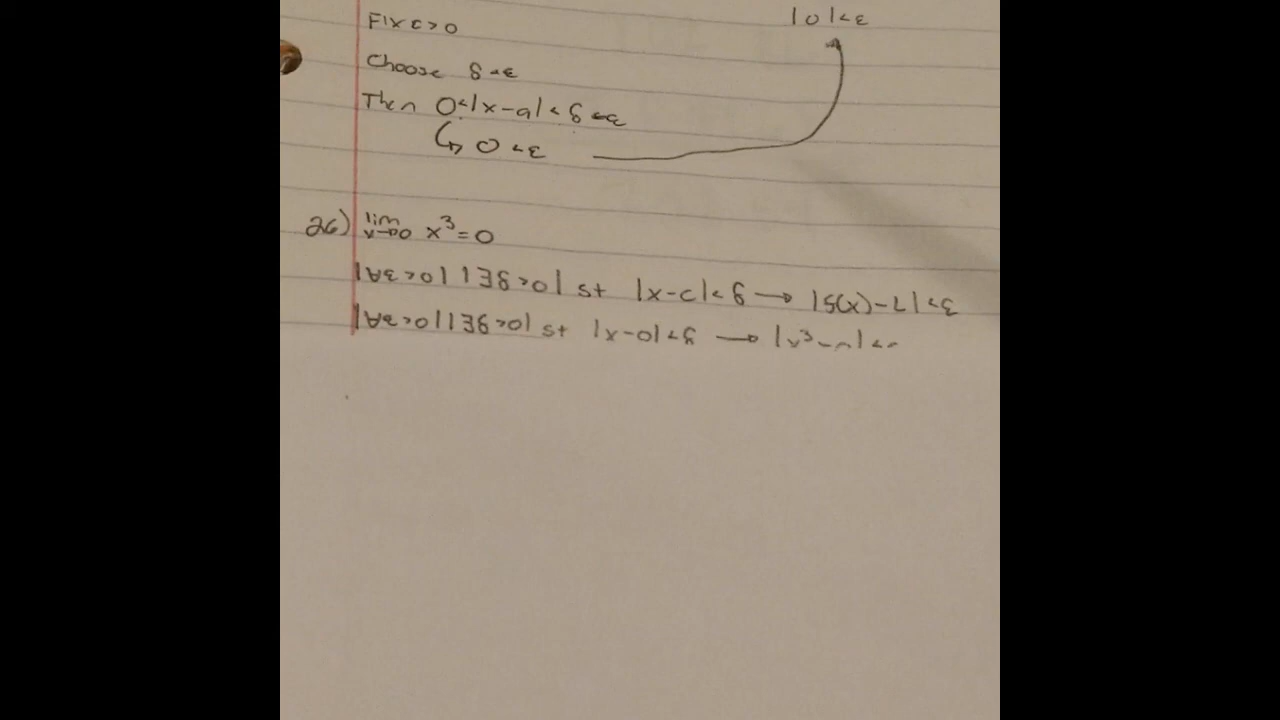 |0|<ε
Fix ε>0
Choose δ=ε
Then 0<|x-a|<δ=ε
↳ 0<ε
26) lim x→0 x³=0
|∀ε>0||∃δ>0| st |x-c|<δ → |f(x)-L|<ε
|∀ε>0||∃δ>0| st |x-0|<δ → |x³-